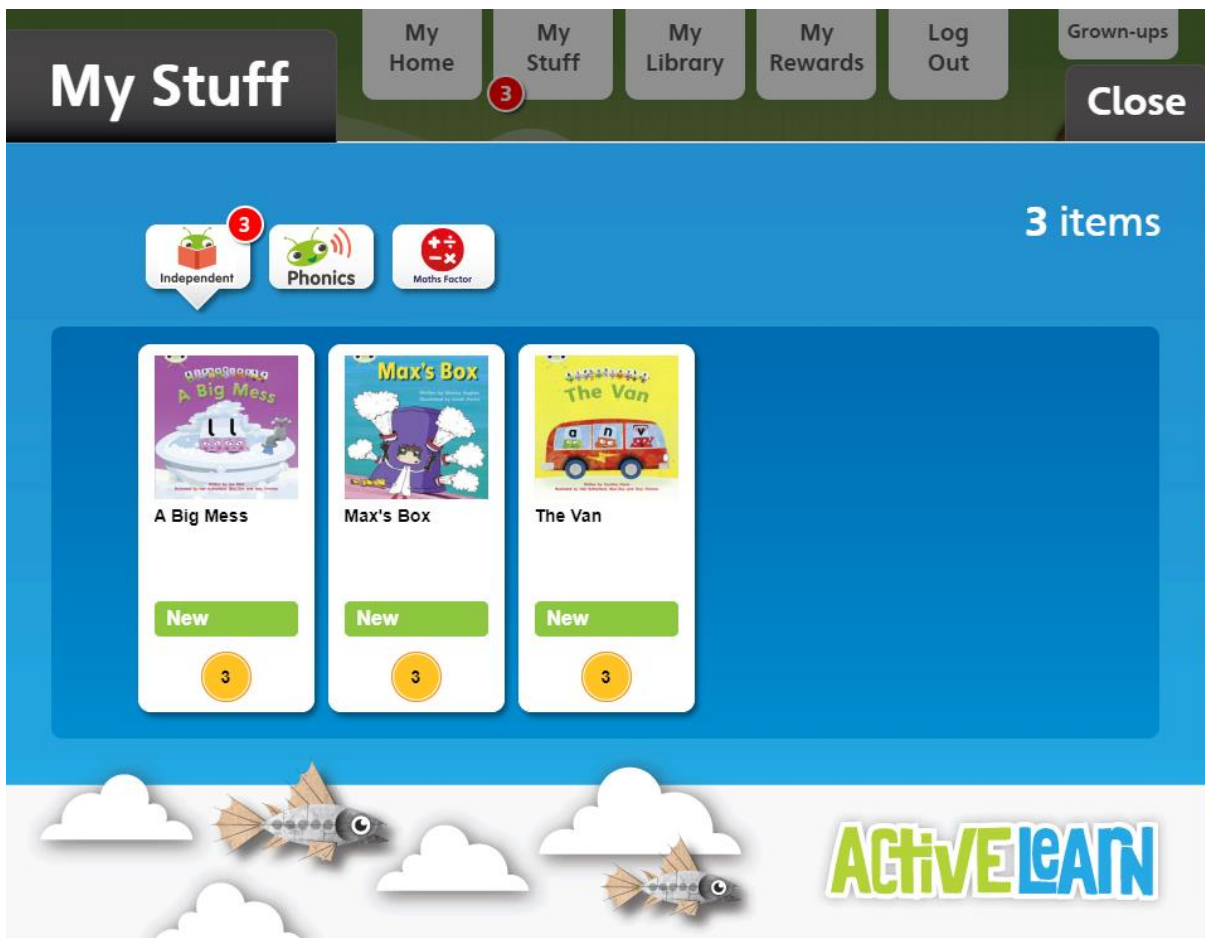 My Home
My Stuff
My Library
My Rewards
Log Out
Grown-ups
My Stuff
3
Close
3 items
3
Independent
Phonics
Maths Factor
A Big Mess
l l
Max's Box
The Van
a n v
A Big Mess
Max's Box
The Van
New
New
New
3
3
3
ACTIVE LEARN